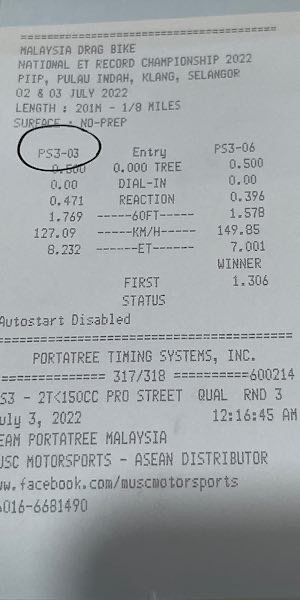 MALAYSIA DRAG BIKE
NATIONAL ET RECORD CHAMPIONSHIP 2022
PIIP, PULAU INDAH, KLANG, SELANGOR
02 & 03 JULY 2022
LENGTH : 201M - 1/8 MILES
SURFACE : NO-PREP
PS3-03 Entry PS3-06
0.500 0.000 TREE 0.500
0.00 DIAL-IN 0.00
0.471 REACTION 0.396
1.769 -----60FT----- 1.578
127.09 -----KM/H----- 149.85
8.232 ------ET------ 7.001
WINNER
FIRST 1.306
STATUS
Autostart Disabled
PORTATREE TIMING SYSTEMS, INC.
============= 317/318 ==========600214
S3 - 2T<150CC PRO STREET QUAL RND 3
uly 3, 2022 12:16:45 AM
EAM PORTATREE MALAYSIA
USC MOTORSPORTS - ASEAN DISTRIBUTOR
ww.facebook.com/muscmotorsports
6016-6681490